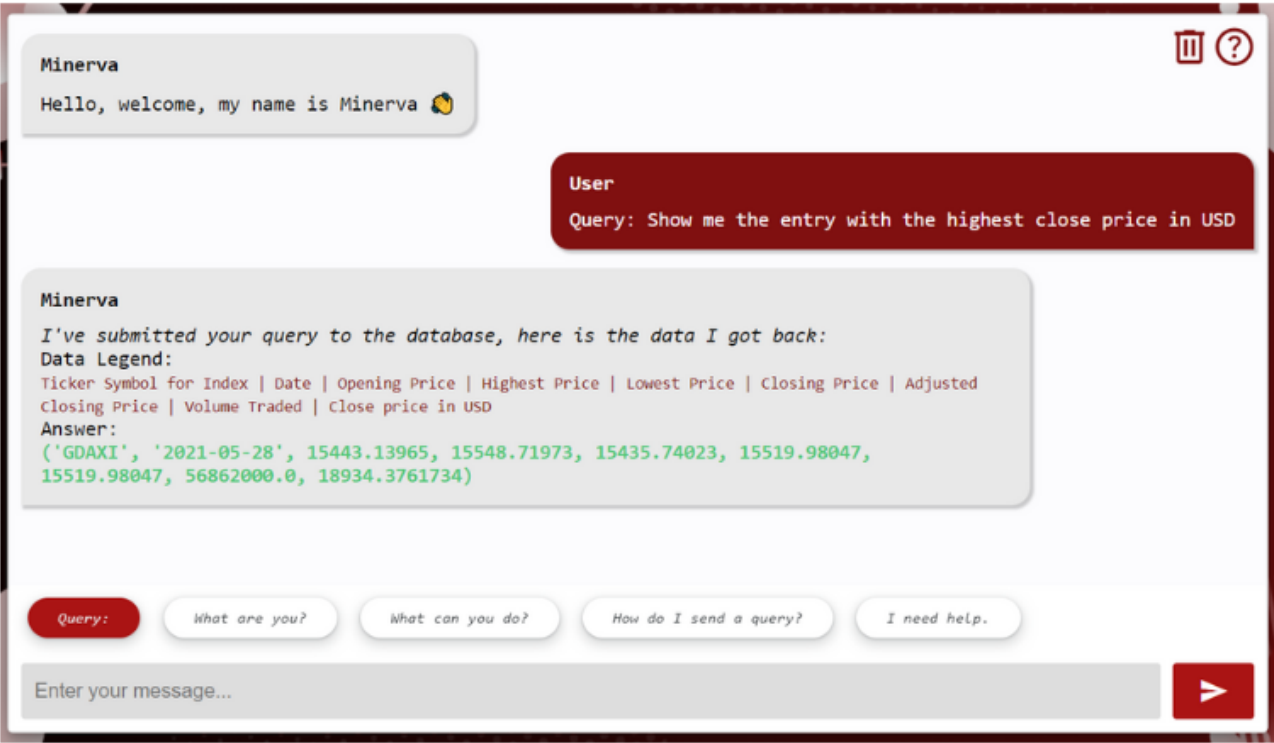 Minerva
Hello, welcome, my name is Minerva 👏
User
Query: Show me the entry with the highest close price in USD
Minerva
I've submitted your query to the database, here is the data I got back:
Data Legend:
Ticker Symbol for Index | Date | Opening Price | Highest Price | Lowest Price | Closing Price | Adjusted
Closing Price | Volume Traded | Close price in USD
Answer:
('GDAXI', '2021-05-28', 15443.13965, 15548.71973, 15435.74023, 15519.98047,
15519.98047, 56862000.0, 18934.3761734)
Query:
What are you?
What can you do?
How do I send a query?
I need help.
Enter your message...